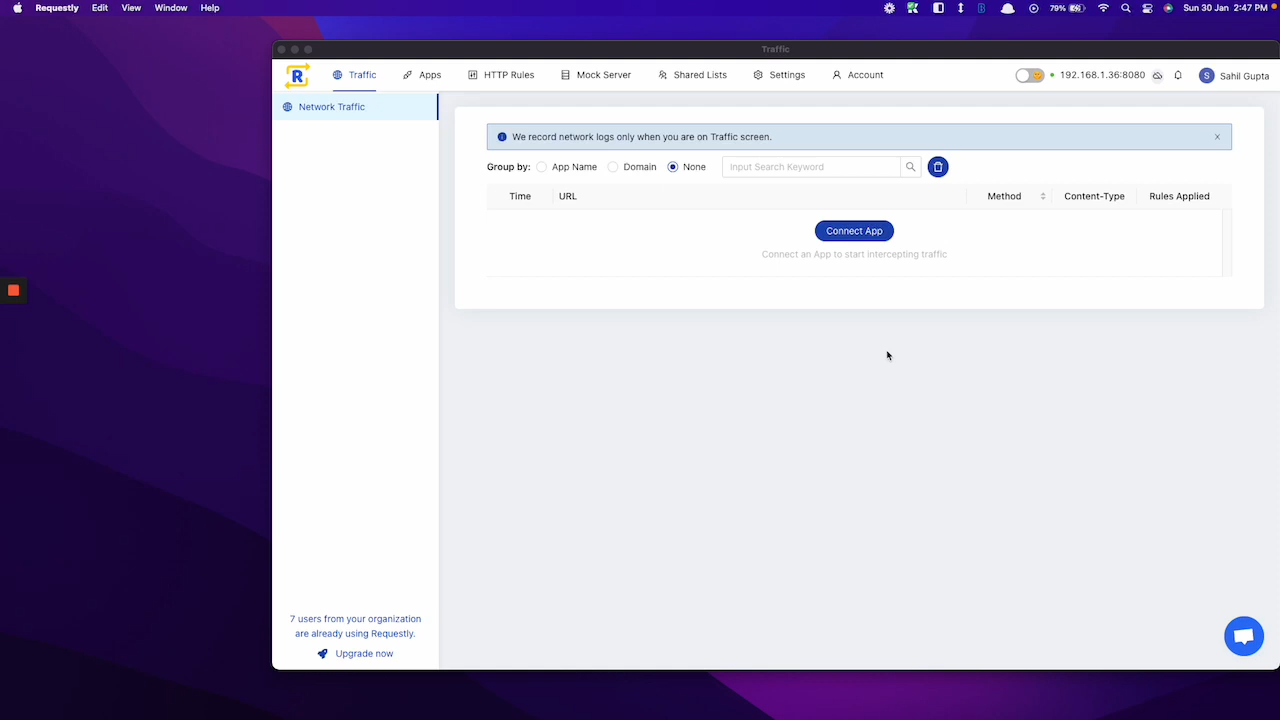 Requestly Edit View Window Help 79% Sun 30 Jan 2:47 PM
Traffic
R Traffic Apps HTTP Rules Mock Server Shared Lists Settings Account 192.168.1.36:8080 S Sahil Gupta
Network Traffic
We record network logs only when you are on Traffic screen.
Group by: App Name Domain None Input Search Keyword
Time URL Method Content-Type Rules Applied
Connect App
Connect an App to start intercepting traffic
7 users from your organization
are already using Requestly.
Upgrade now